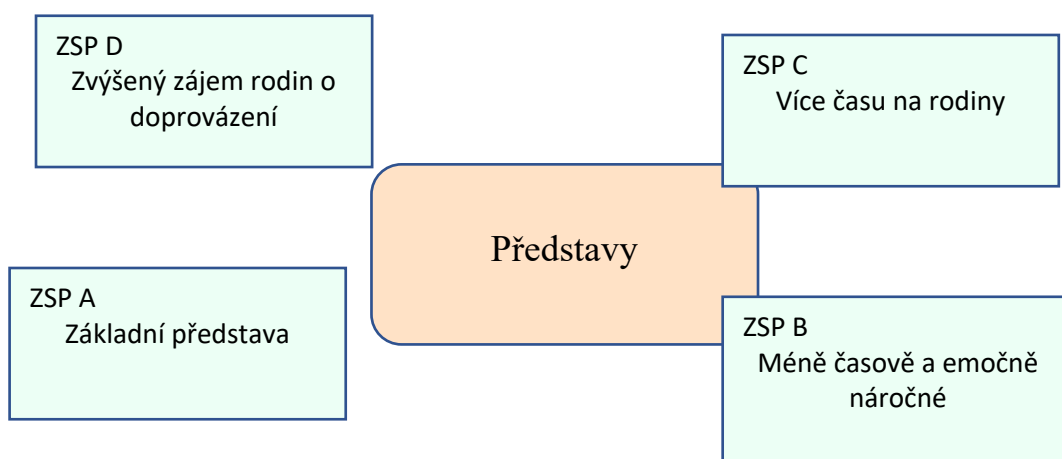 ZSP D
Zvýšený zájem rodin o
doprovázení
ZSP C
Více času na rodiny
Představy
ZSP A
Základní představa
ZSP B
Méně časově a emočně
náročné